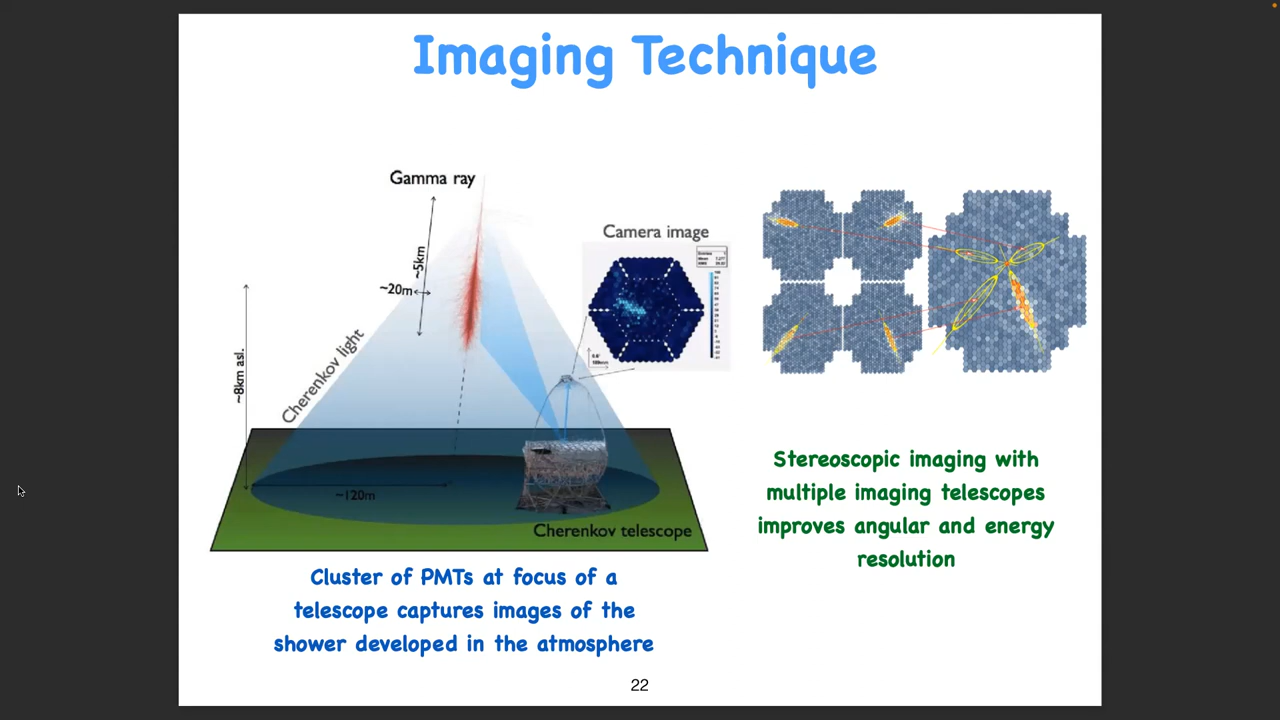 Imaging Technique
Gamma ray
~5km
~20m
Camera image
Cherenkov light
~8km asl.
~120m
Cherenkov telescope
Stereoscopic imaging with
multiple imaging telescopes
improves angular and energy
resolution
Cluster of PMTs at focus of a
telescope captures images of the
shower developed in the atmosphere
22